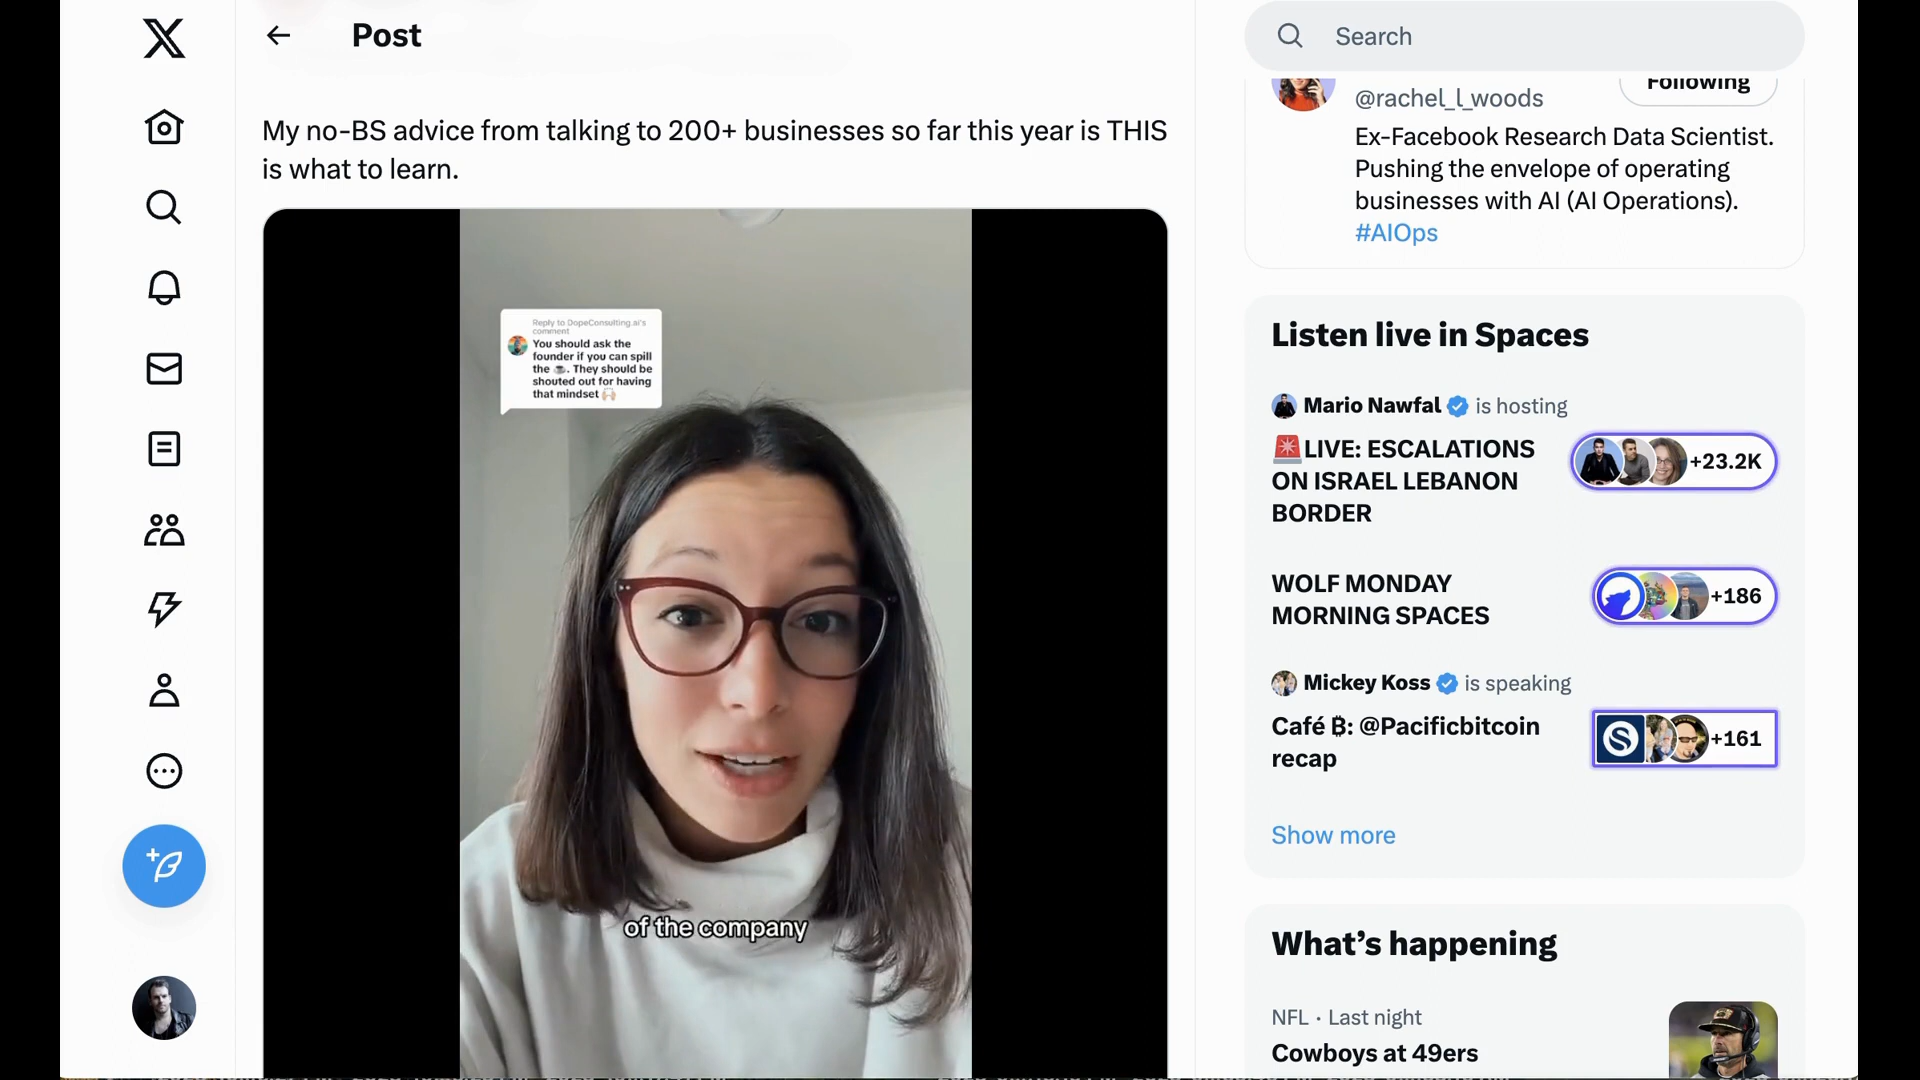 Post
My no-BS advice from talking to 200+ businesses so far this year is THIS
is what to learn.
Reply to DopeConsulting.ai's
comment
You should ask the
founder if you can spill
the ☕. They should be
shouted out for having
that mindset 🙌🏻
of the company
Search
Following
@rachel_l_woods
Ex-Facebook Research Data Scientist.
Pushing the envelope of operating
businesses with AI (AI Operations).
#AIOps
Listen live in Spaces
Mario Nawfal is hosting
🚨LIVE: ESCALATIONS
ON ISRAEL LEBANON
BORDER
+23.2K
WOLF MONDAY
MORNING SPACES
+186
Mickey Koss is speaking
Café ₿: @Pacificbitcoin
recap
+161
Show more
What’s happening
NFL · Last night
Cowboys at 49ers